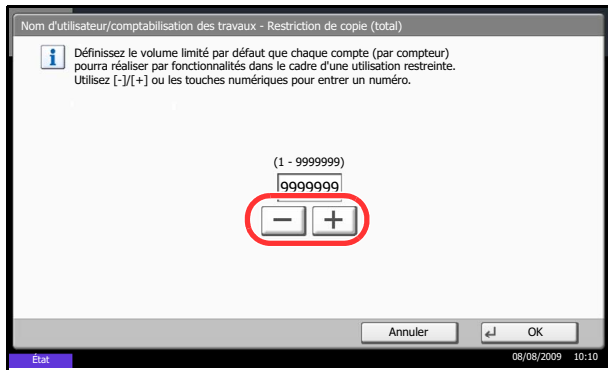 Nom d'utilisateur/comptabilisation des travaux - Restriction de copie (total)
Définissez le volume limité par défaut que chaque compte (par compteur)
pourra réaliser par fonctionnalités dans le cadre d'une utilisation restreinte.
Utilisez [-]/[+] ou les touches numériques pour entrer un numéro.
(1 - 9999999)
9999999
− +
Annuler OK
État 08/08/2009 10:10